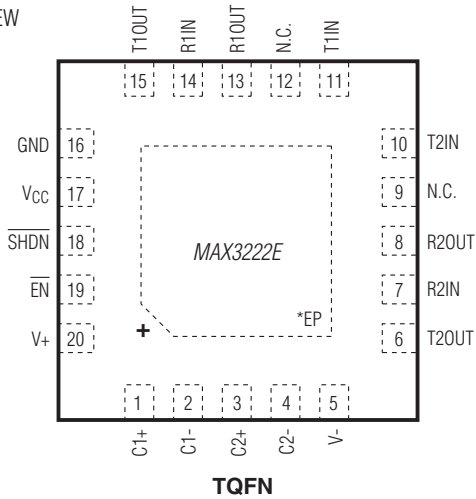 EW
T1OUT
R1IN
R1OUT
N.C.
T1IN
15 14 13 12 11
GND 16
VCC 17
SHDN 18
EN 19
V+ 20
10 T2IN
9 N.C.
8 R2OUT
7 R2IN
6 T2OUT
MAX3222E
*EP
+
1 2 3 4 5
C1+
C1-
C2+
C2-
V-
TQFN